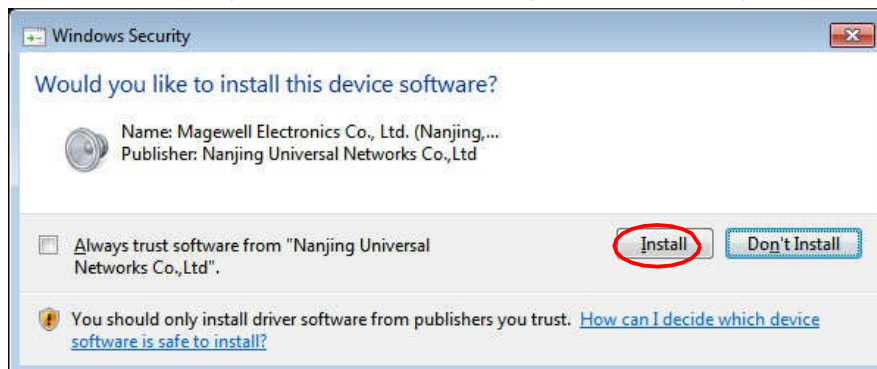 Windows Security
Would you like to install this device software?
Name: Magewell Electronics Co., Ltd. (Nanjing,...
Publisher: Nanjing Universal Networks Co.,Ltd
Always trust software from "Nanjing Universal
Networks Co.,Ltd".
Install
Don't Install
You should only install driver software from publishers you trust. How can I decide which device
software is safe to install?